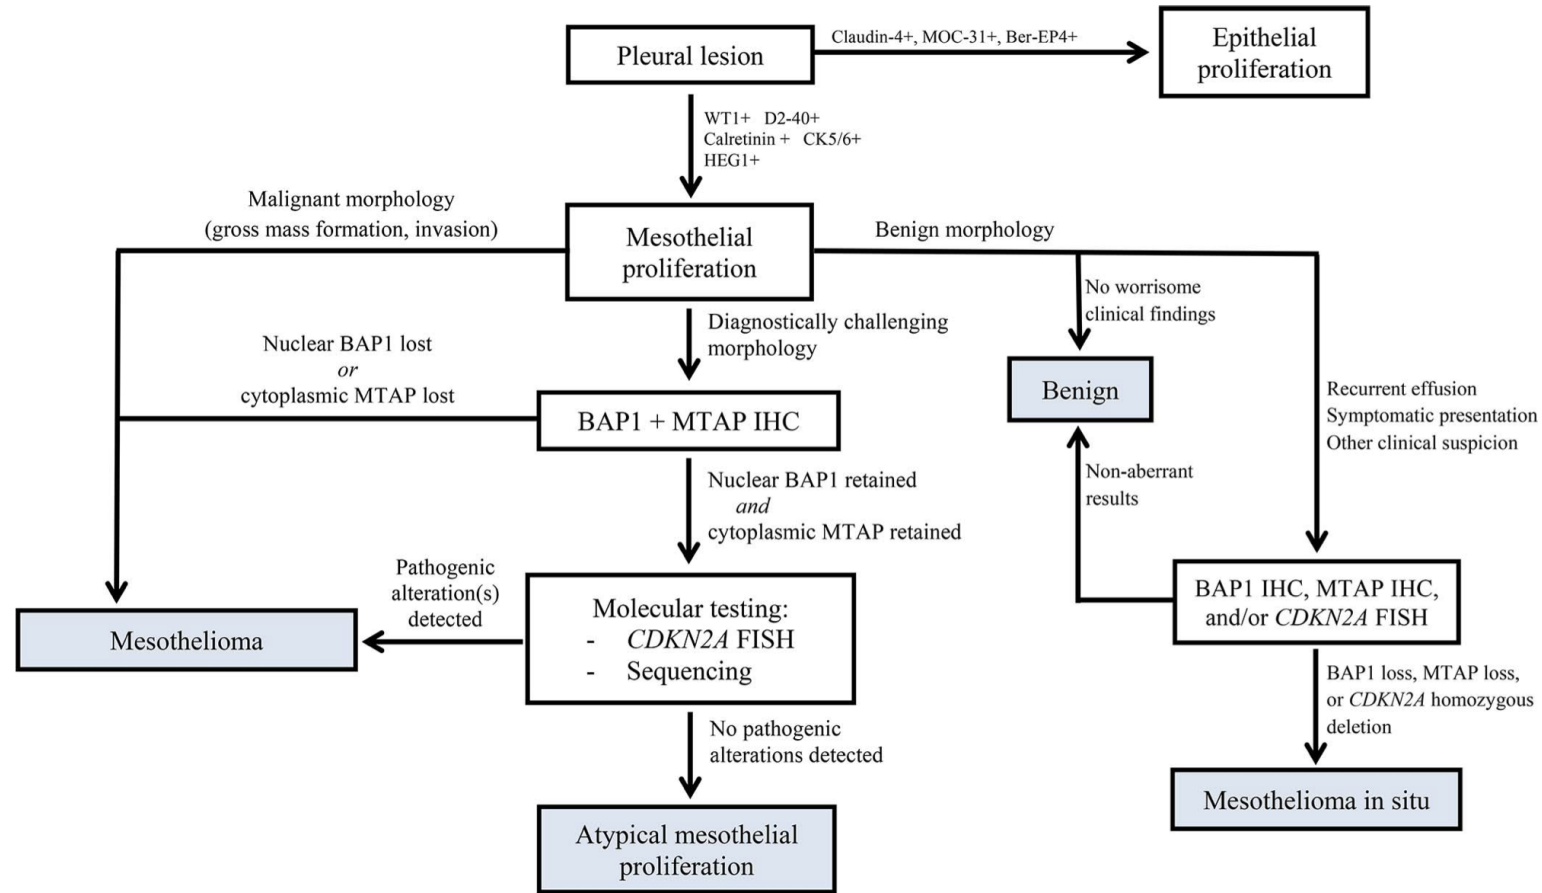 Pleural lesion
Claudin-4+, MOC-31+, Ber-EP4+
Epithelial
proliferation
WT1+ D2-40+
Calretinin + CK5/6+
HEG1+
Malignant morphology
(gross mass formation, invasion)
Mesothelial
proliferation
Benign morphology
No worrisome
clinical findings
Diagnostically challenging
morphology
Nuclear BAP1 lost
or
cytoplasmic MTAP lost
BAP1 + MTAP IHC
Benign
Recurrent effusion
Symptomatic presentation
Other clinical suspicion
Non-aberrant
results
Nuclear BAP1 retained
and
cytoplasmic MTAP retained
Pathogenic
alteration(s)
detected
Mesothelioma
Molecular testing:
- CDKN2A FISH
- Sequencing
BAP1 IHC, MTAP IHC,
and/or CDKN2A FISH
BAP1 loss, MTAP loss,
or CDKN2A homozygous
deletion
No pathogenic
alterations detected
Mesothelioma in situ
Atypical mesothelial
proliferation